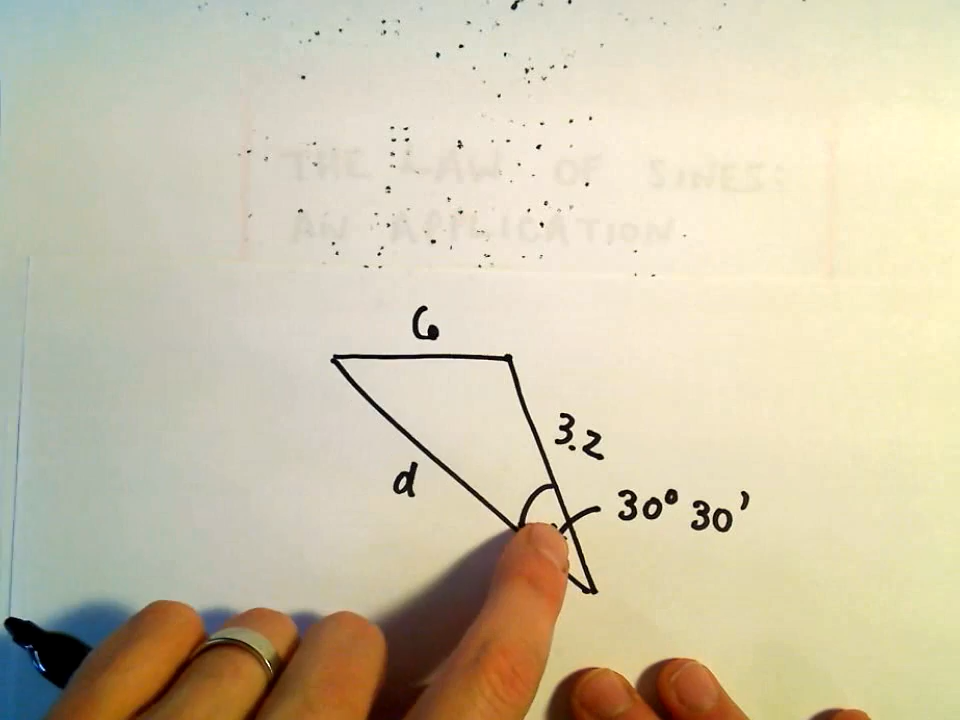 THE LAW OF SINES:
AN APPLICATION
6
3.2
d
30° 30'